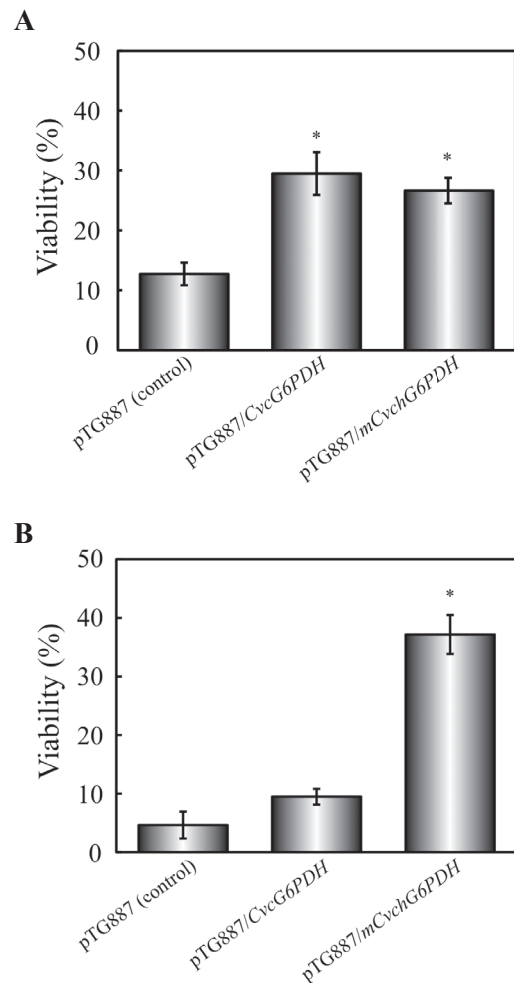 A
50
40
30
20
10
0
Viability (%)
*
*
pTG887 (control)
pTG887/CvcG6PDH
pTG887/mCvchG6PDH
B
50
40
30
20
10
0
Viability (%)
*
pTG887 (control)
pTG887/CvcG6PDH
pTG887/mCvchG6PDH